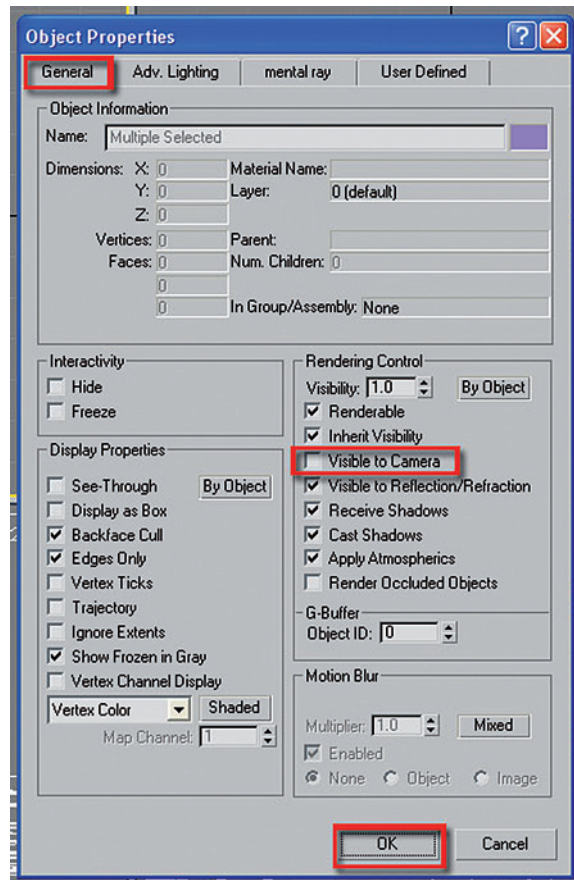 Object Properties
General Adv. Lighting mental ray User Defined
Object Information
Name: Multiple Selected
Dimensions: X: 0 Material Name:
Y: 0 Layer: 0 (default)
Z: 0
Vertices: 0 Parent:
Faces: 0 Num. Children: 0
0
0 In Group/Assembly: None
Interactivity
Hide
Freeze
Display Properties
See-Through By Object
Display as Box
Backface Cull
Edges Only
Vertex Ticks
Trajectory
Ignore Extents
Show Frozen in Gray
Vertex Channel Display
Vertex Color Shaded
Map Channel: 1
Rendering Control
Visibility: 1.0 By Object
Renderable
Inherit Visibility
Visible to Camera
Visible to Reflection/Refraction
Receive Shadows
Cast Shadows
Apply Atmospherics
Render Occluded Objects
G-Buffer
Object ID: 0
Motion Blur
Multiplier: 1.0 Mixed
Enabled
None Object Image
OK Cancel